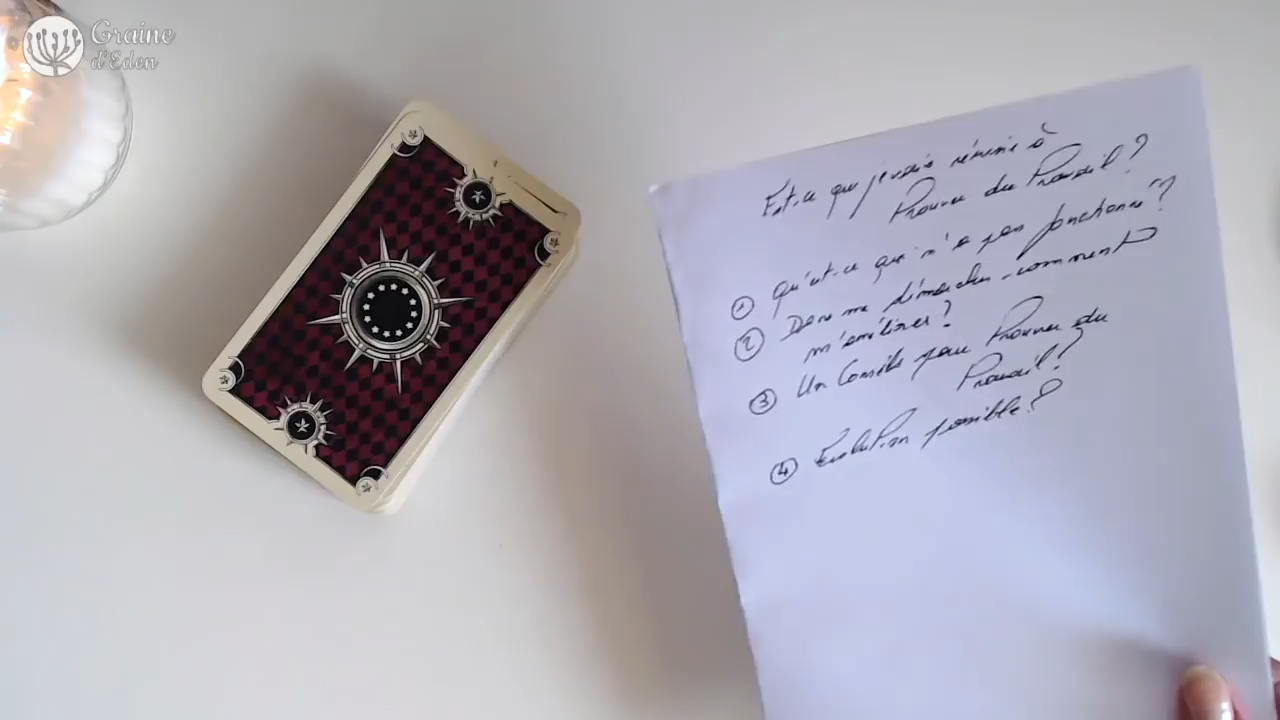 Graine
d'Eden
Est-ce que je vais réussir à
Trouver du Travail?
① Qu'est-ce qui n'a pas fonctionné?
② Dans ma démarche, comment
m'améliorer?
③ Un Conseil pour Trouver du
Travail?
④ Evolution possible?